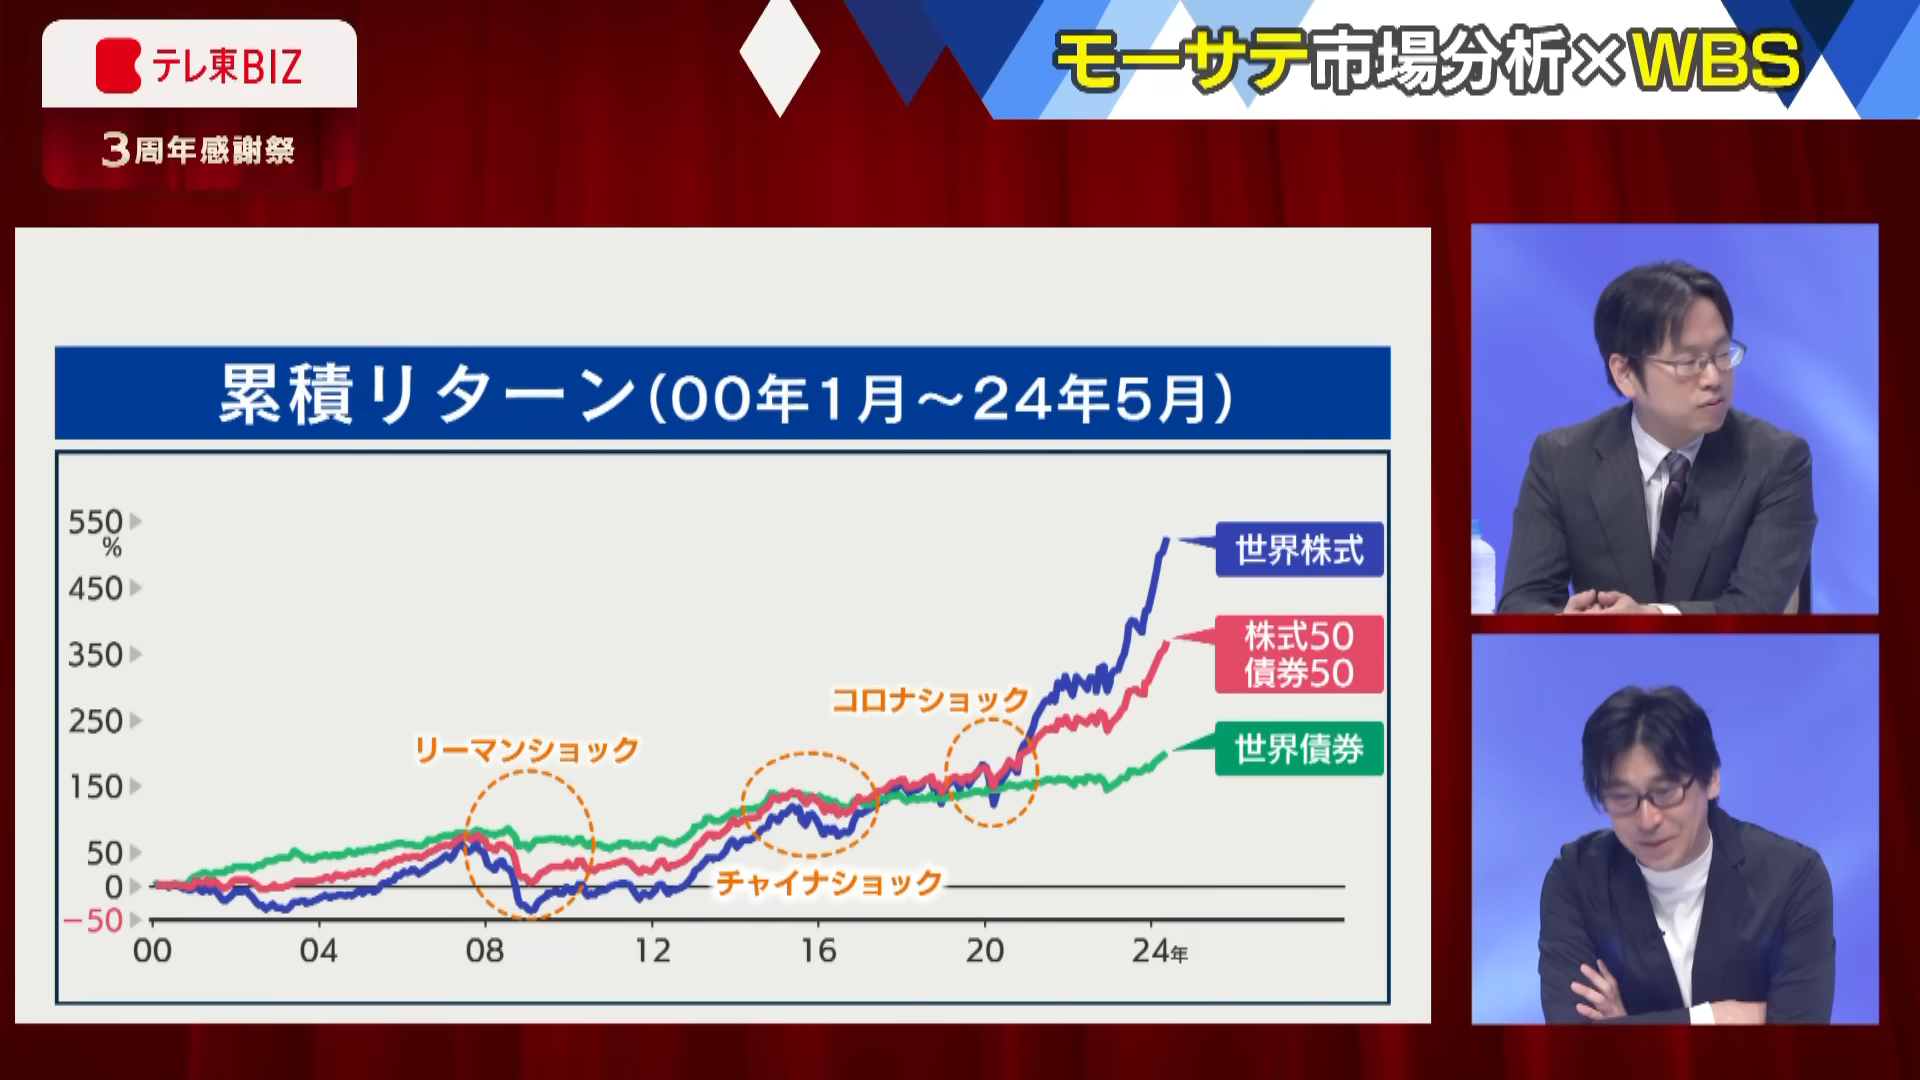 テレ東BIZ
3周年感謝祭
モーサテ市場分析×WBS
累積リターン(00年1月～24年5月)
550
%
450
350
250
150
50
0
−50
00 04 08 12 16 20 24年
リーマンショック
チャイナショック
コロナショック
世界株式
株式50
債券50
世界債券